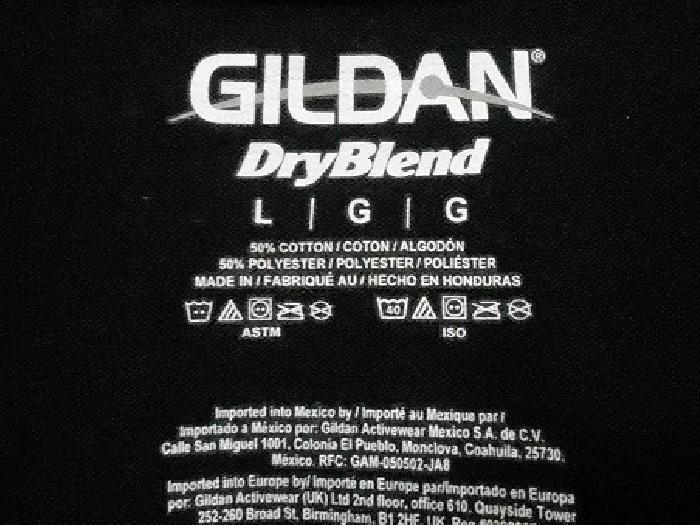 GILDAN®
DryBlend
L | G | G
50% COTTON / COTON / ALGODÓN
50% POLYESTER / POLYESTER / POLIÉSTER
MADE IN / FABRIQUÉ AU / HECHO EN HONDURAS
40
ASTM ISO
Imported into Mexico by / Importé au Mexique par /
Importado a México por: Gildan Activewear Mexico S.A. de C.V.
Calle San Miguel 1001, Colonia El Pueblo, Monclova, Coahuila, 25730,
México. RFC: GAM-050502-JA8
Imported into Europe by/ Importé en Europe par/Importado en Europa
por: Gildan Activewear (UK) Ltd 2nd floor, office 610, Quayside Tower
252-260 Broad St, Birmingham, B1 2HF, UK